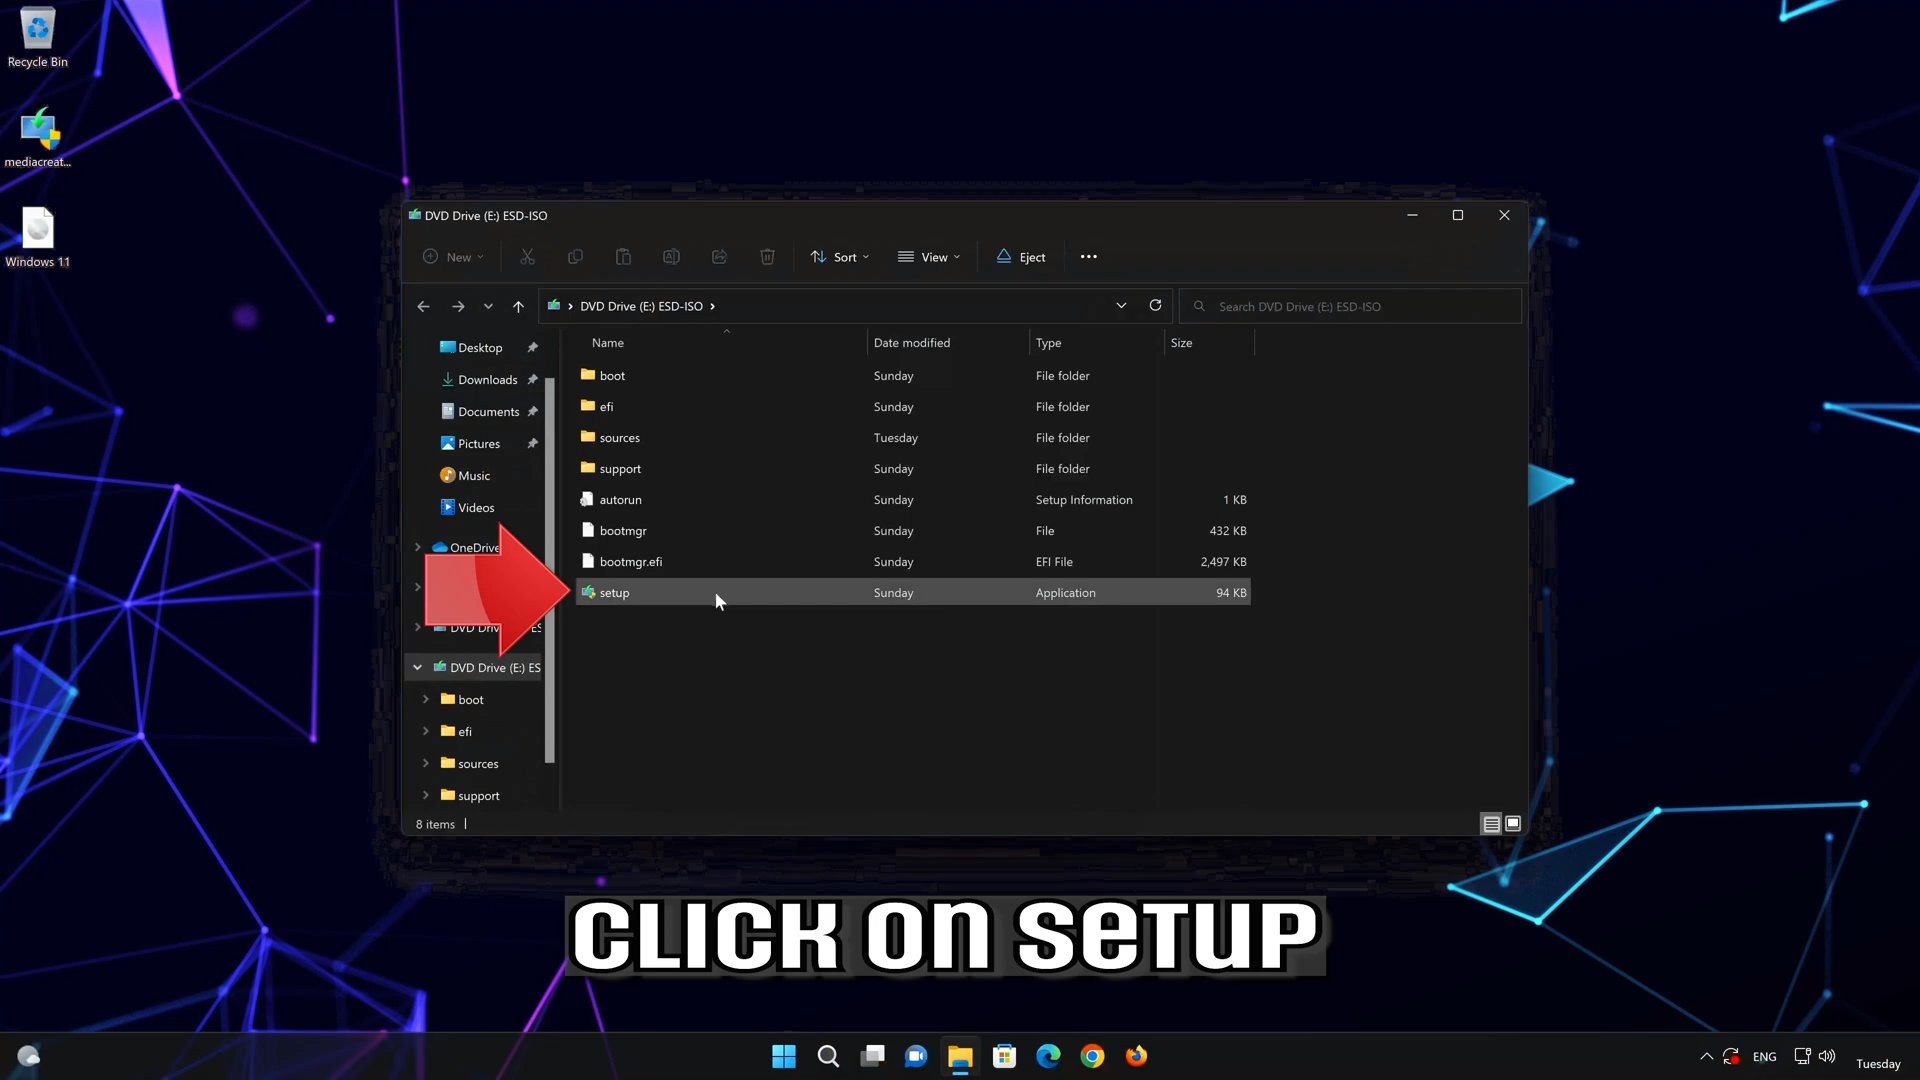 Recycle Bin
mediacreat...
Windows 11
DVD Drive (E:) ESD-ISO
New
Sort
View
Eject
DVD Drive (E:) ESD-ISO
Search DVD Drive (E:) ESD-ISO
Name Date modified Type Size
boot Sunday File folder
efi Sunday File folder
sources Tuesday File folder
support Sunday File folder
autorun Sunday Setup Information 1 KB
bootmgr Sunday File 432 KB
bootmgr.efi Sunday EFI File 2,497 KB
setup Sunday Application 94 KB
Desktop
Downloads
Documents
Pictures
Music
Videos
OneDrive
DVD Driv ES
DVD Drive (E:) ES
boot
efi
sources
support
8 items
CLICK ON SETUP
ENG
Tuesday